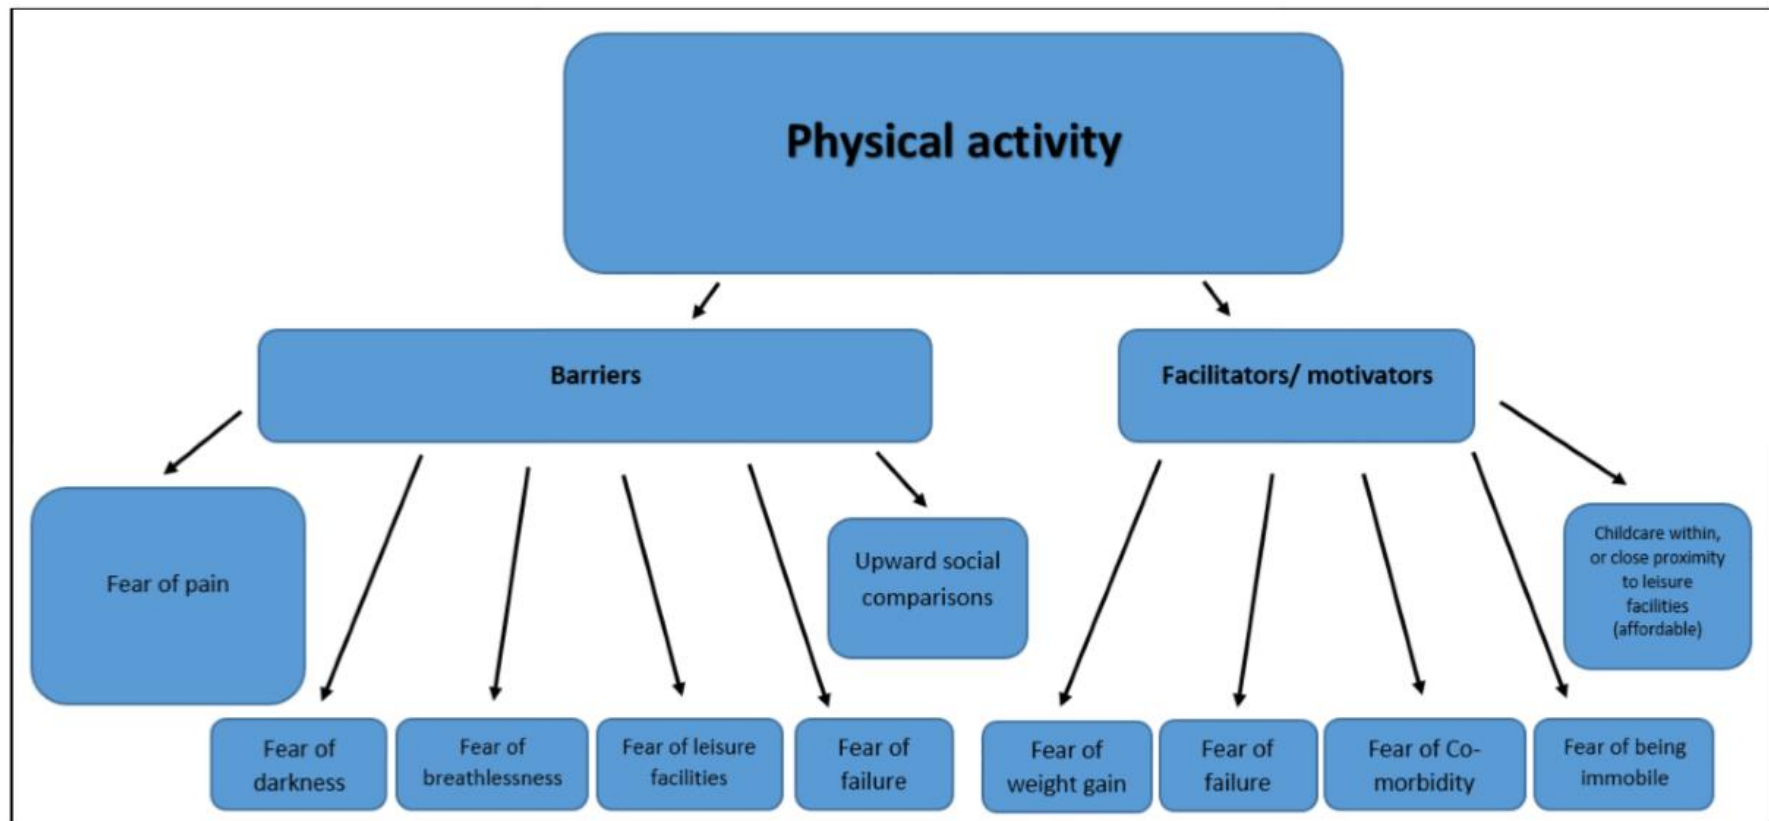 Physical activity
Barriers
Facilitators/ motivators
Fear of pain
Upward social
comparisons
Childcare within,
or close proximity
to leisure
facilities
(affordable)
Fear of
darkness
Fear of
breathlessness
Fear of leisure
facilities
Fear of
failure
Fear of
weight gain
Fear of
failure
Fear of Co-
morbidity
Fear of being
immobile